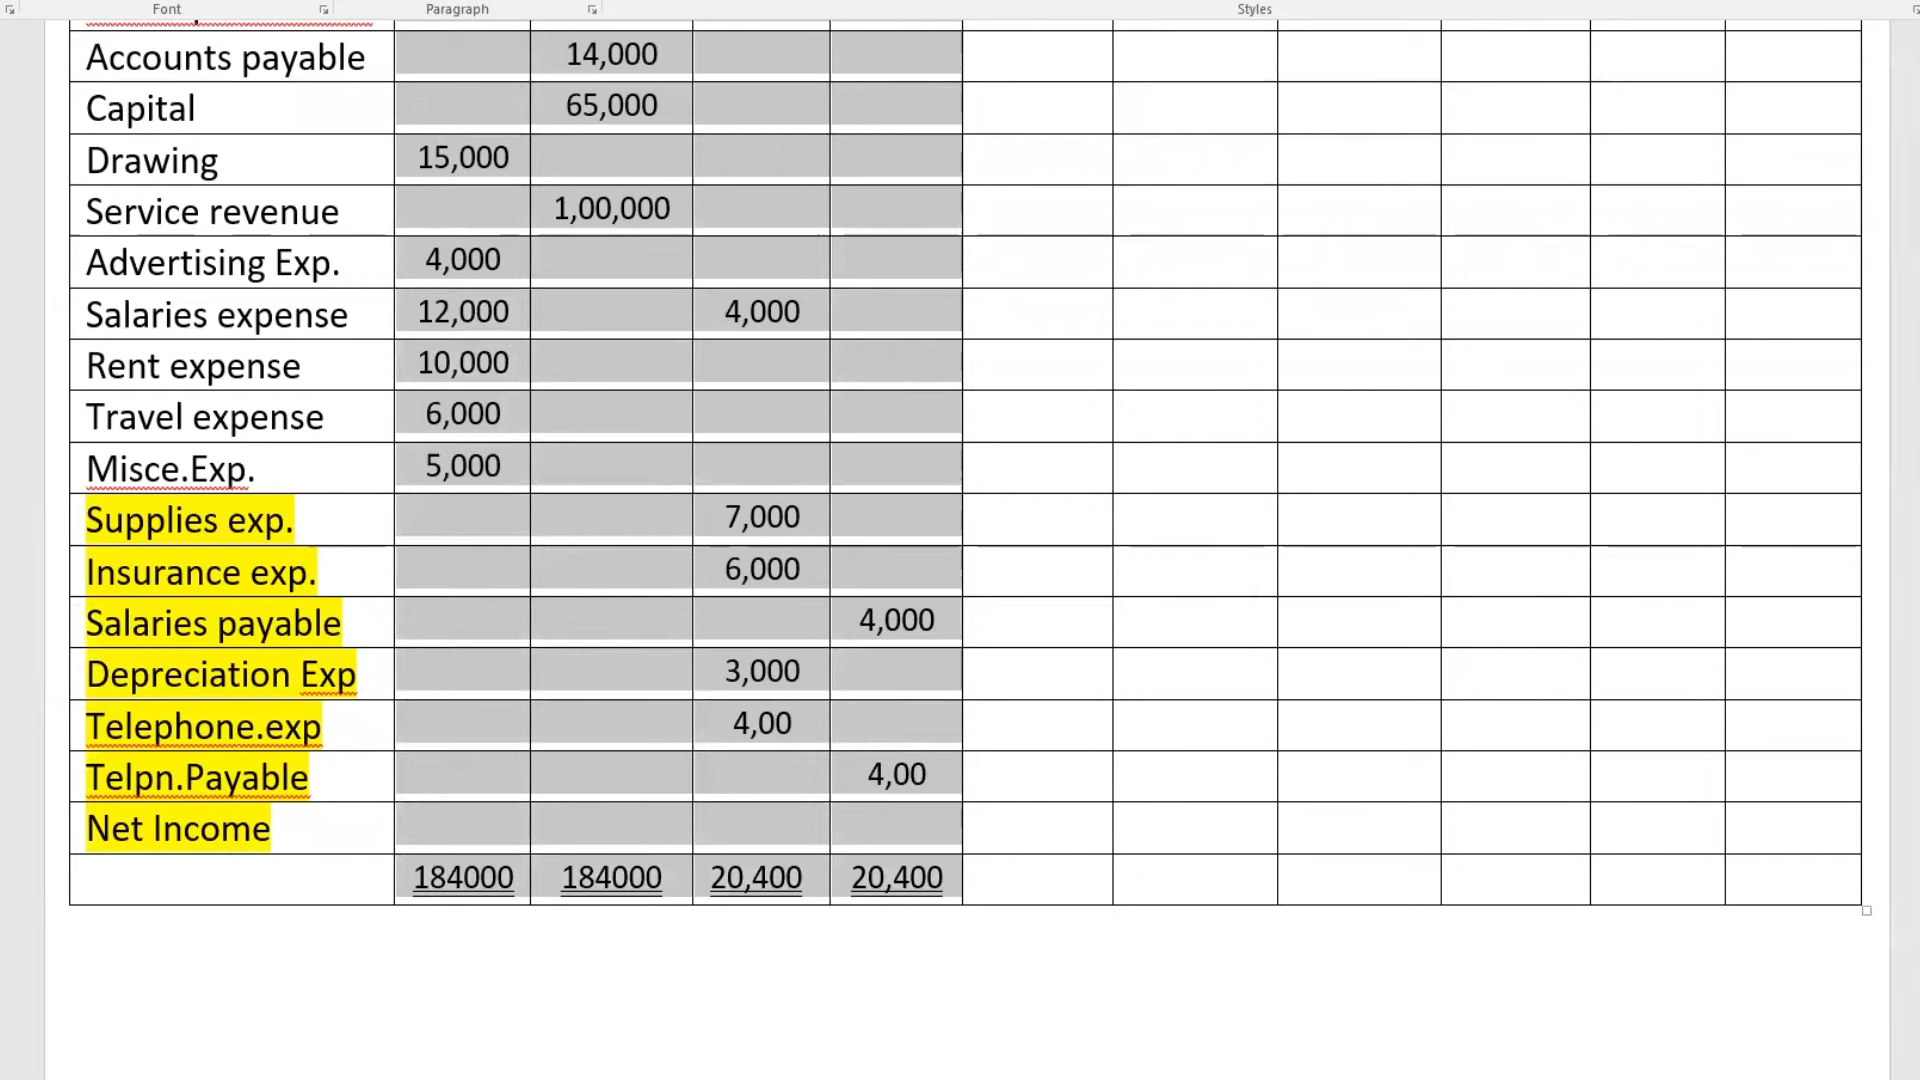 Font Paragraph Styles
Accounts payable 14,000
Capital 65,000
Drawing 15,000
Service revenue 1,00,000
Advertising Exp. 4,000
Salaries expense 12,000 4,000
Rent expense 10,000
Travel expense 6,000
Misce.Exp. 5,000
Supplies exp. 7,000
Insurance exp. 6,000
Salaries payable 4,000
Depreciation Exp 3,000
Telephone.exp 4,00
Telpn.Payable 4,00
Net Income
184000 184000 20,400 20,400